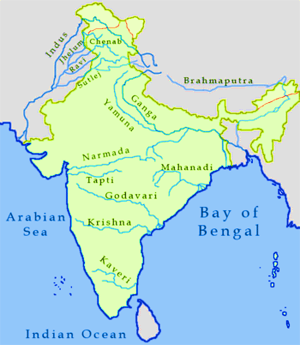 Indus
Jhelum
Chenab
Ravi
Sutlej
Brahmaputra
Ganga
Yamuna
Narmada
Mahanadi
Tapti
Godavari
Arabian
Sea
Krishna
Bay of
Bengal
Kaveri
Indian Ocean